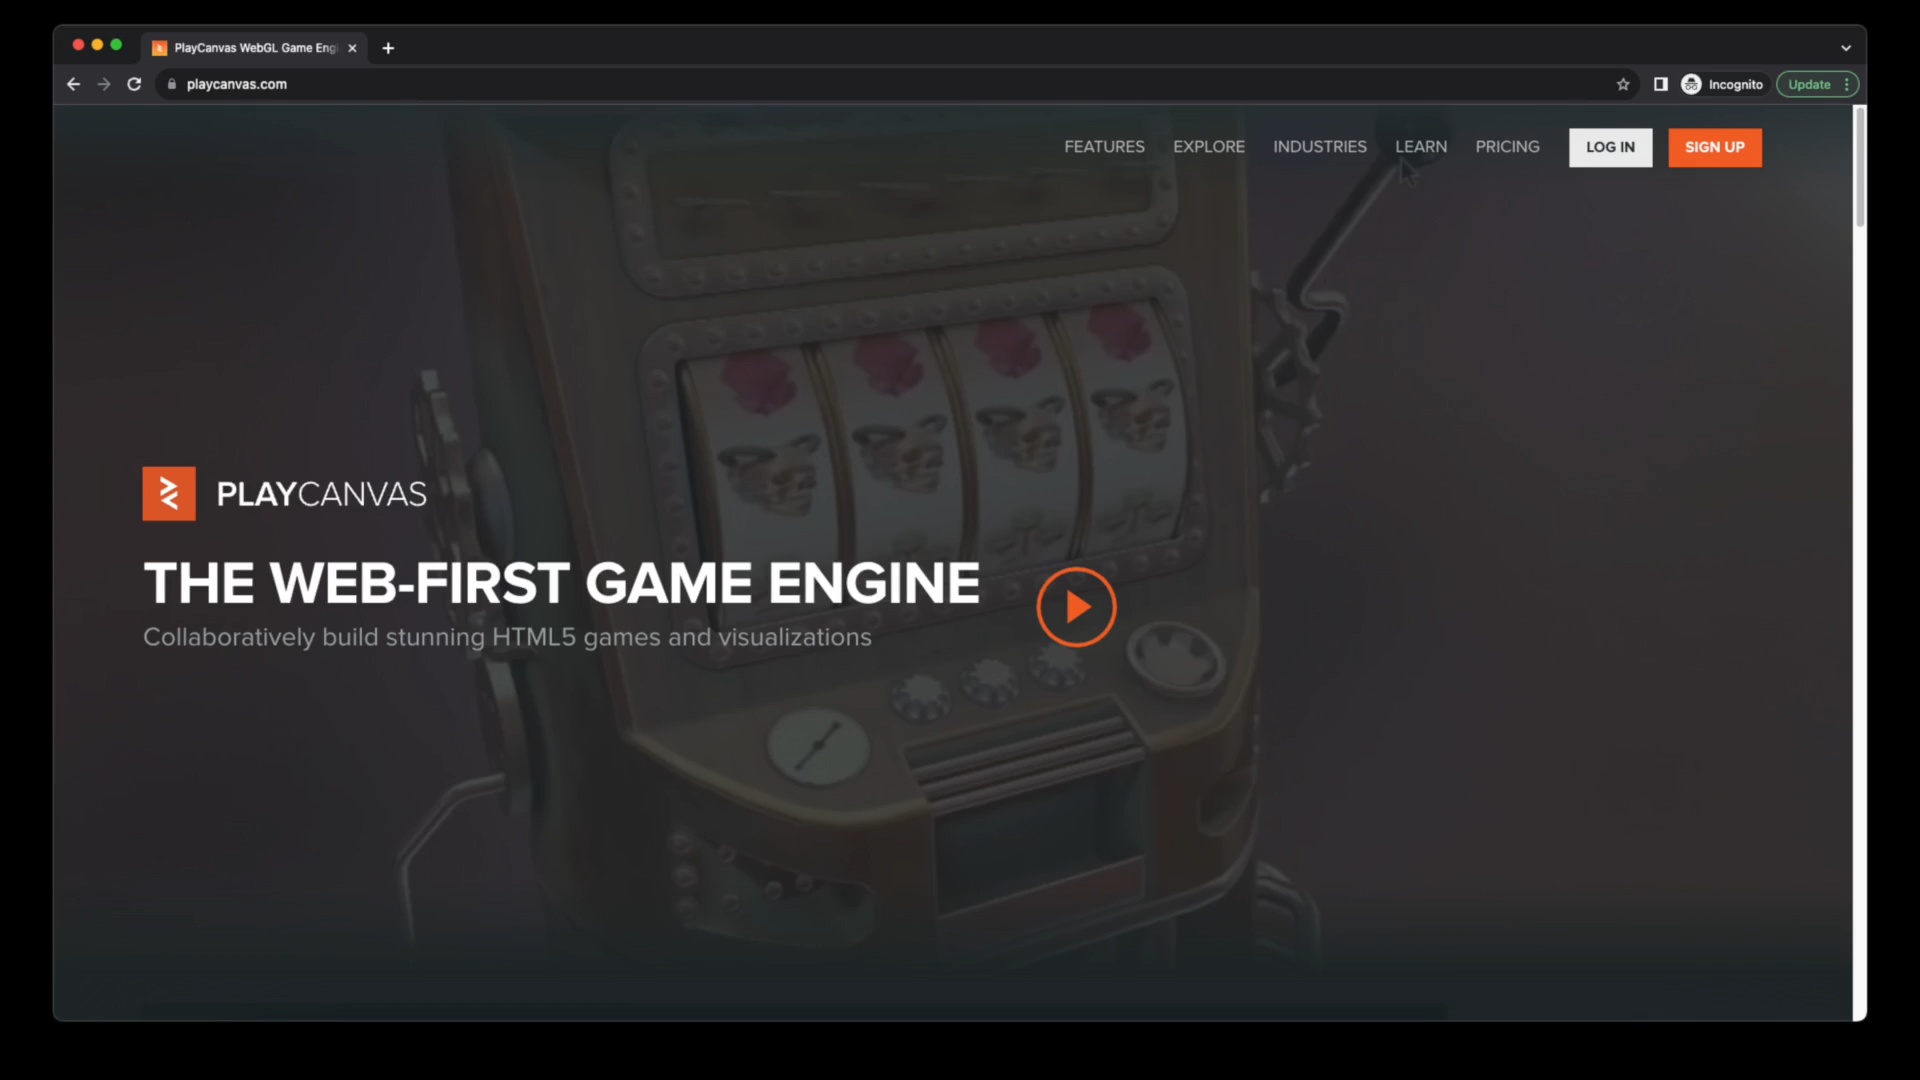 PlayCanvas WebGL Game Engi
playcanvas.com
Incognito
Update
FEATURES EXPLORE INDUSTRIES LEARN PRICING LOG IN SIGN UP
PLAYCANVAS
THE WEB-FIRST GAME ENGINE
Collaboratively build stunning HTML5 games and visualizations